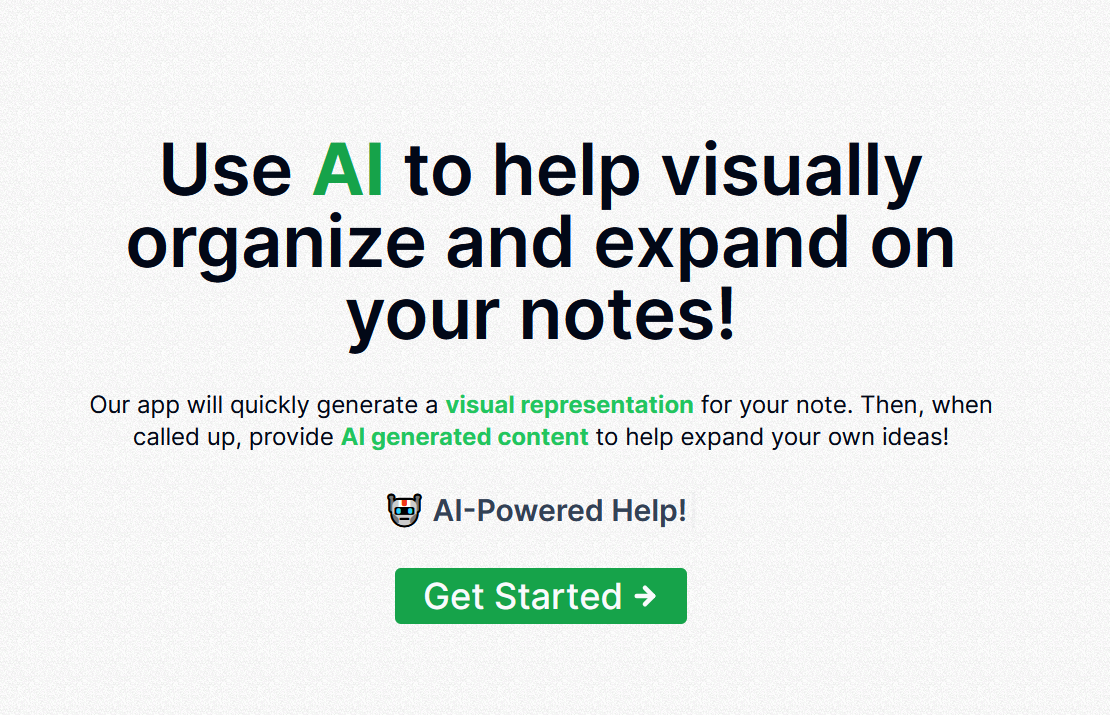 Use AI to help visually
organize and expand on
your notes!
Our app will quickly generate a visual representation for your note. Then, when
called up, provide AI generated content to help expand your own ideas!
AI-Powered Help!
Get Started →